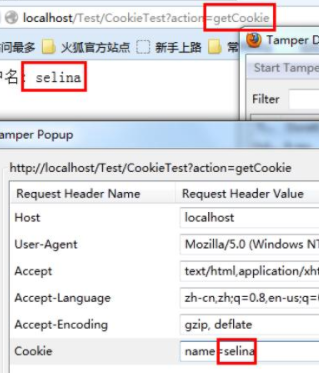 localhost/Test/CookieTest?action=getCookie
问最多 火狐官方站点 新手上路 常
Tamper D
户名: selina
Start Tampe
Filter
amper Popup
http://localhost/Test/CookieTest?action=getCookie
Request Header Name Request Header Value
Host localhost
User-Agent Mozilla/5.0 (Windows NT
Accept text/html,application/xht
Accept-Language zh-cn,zh;q=0.8,en-us;q=0
Accept-Encoding gzip, deflate
Cookie name=selina